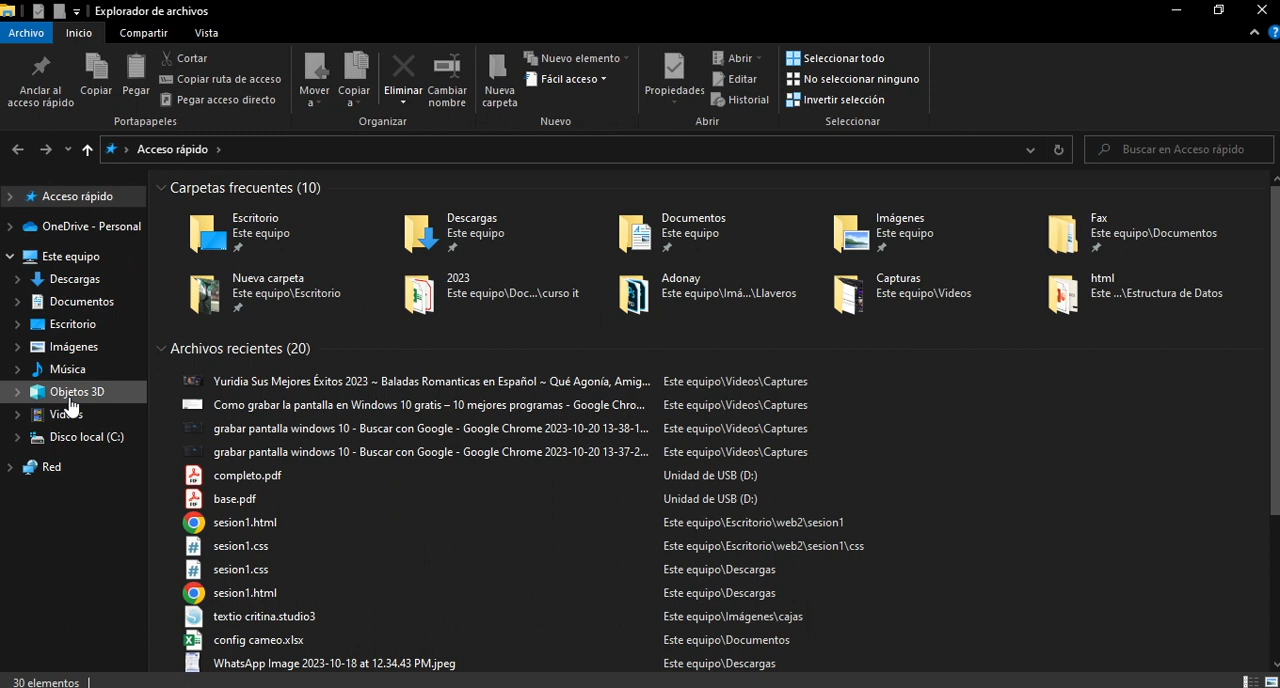 Explorador de archivos
Archivo Inicio Compartir Vista
Anclar al acceso rápido
Copiar
Pegar
Cortar
Copiar ruta de acceso
Pegar acceso directo
Portapapeles
Mover a
Copiar a
Eliminar
Cambiar nombre
Organizar
Nueva carpeta
Nuevo elemento
Fácil acceso
Nuevo
Propiedades
Abrir
Editar
Historial
Abrir
Seleccionar todo
No seleccionar ninguno
Invertir selección
Seleccionar
Acceso rápido
Buscar en Acceso rápido
Acceso rápido
OneDrive - Personal
Este equipo
Descargas
Documentos
Escritorio
Imágenes
Música
Objetos 3D
Disco local (C:)
Red
Carpetas frecuentes (10)
Escritorio
Este equipo
Descargas
Este equipo
Documentos
Este equipo
Imágenes
Este equipo
Fax
Este equipo\Documentos
Nueva carpeta
Este equipo\Escritorio
2023
Este equipo\Doc...\curso it
Adonay
Este equipo\Imá...\Llaveros
Capturas
Este equipo\Videos
html
Este ...\Estructura de Datos
Archivos recientes (20)
Yuridia Sus Mejores Éxitos 2023 ~ Baladas Romanticas en Español ~ Qué Agonía, Amig... Este equipo\Videos\Captures
Como grabar la pantalla en Windows 10 gratis – 10 mejores programas - Google Chro... Este equipo\Videos\Captures
grabar pantalla windows 10 - Buscar con Google - Google Chrome 2023-10-20 13-38-1... Este equipo\Videos\Captures
grabar pantalla windows 10 - Buscar con Google - Google Chrome 2023-10-20 13-37-2... Este equipo\Videos\Captures
completo.pdf Unidad de USB (D:)
base.pdf Unidad de USB (D:)
sesion1.html Este equipo\Escritorio\web2\sesion1
sesion1.css Este equipo\Escritorio\web2\sesion1\css
sesion1.css Este equipo\Descargas
sesion1.html Este equipo\Descargas
textio critina.studio3 Este equipo\Imágenes\cajas
config cameo.xlsx Este equipo\Documentos
WhatsApp Image 2023-10-18 at 12.34.43 PM.jpeg Este equipo\Descargas
30 elementos